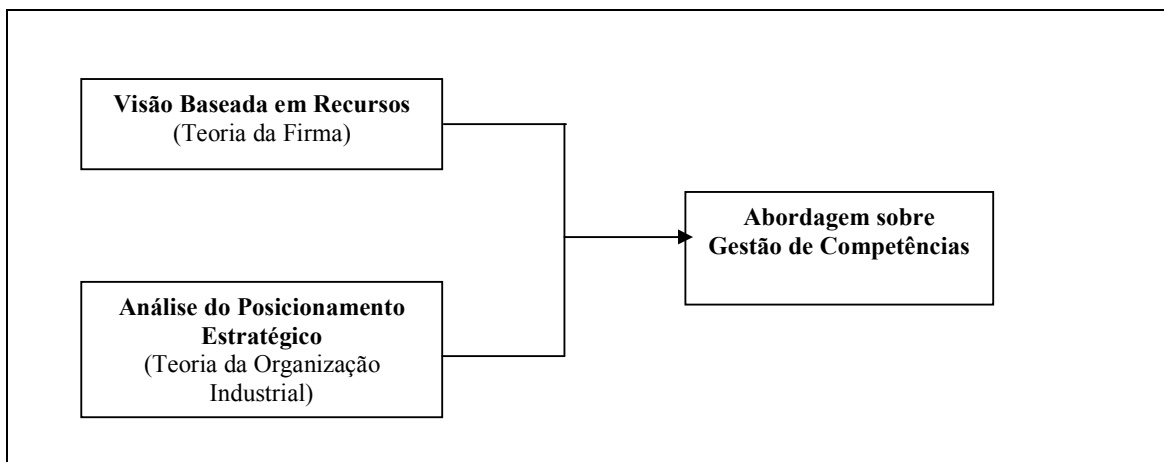 Visão Baseada em Recursos
(Teoria da Firma)
Abordagem sobre
Gestão de Competências
Análise do Posicionamento
Estratégico
(Teoria da Organização
Industrial)